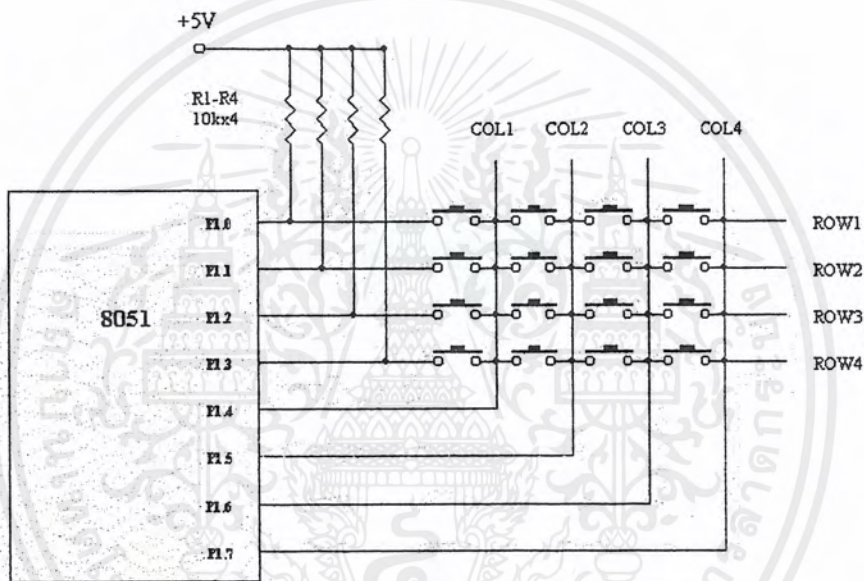 +5V
R1-R4
10kx4
COL1 COL2 COL3 COL4
P1.0 ROW1
P1.1 ROW2
8051
P1.2 ROW3
P1.3 ROW4
P1.4
P1.5
P1.6
P1.7